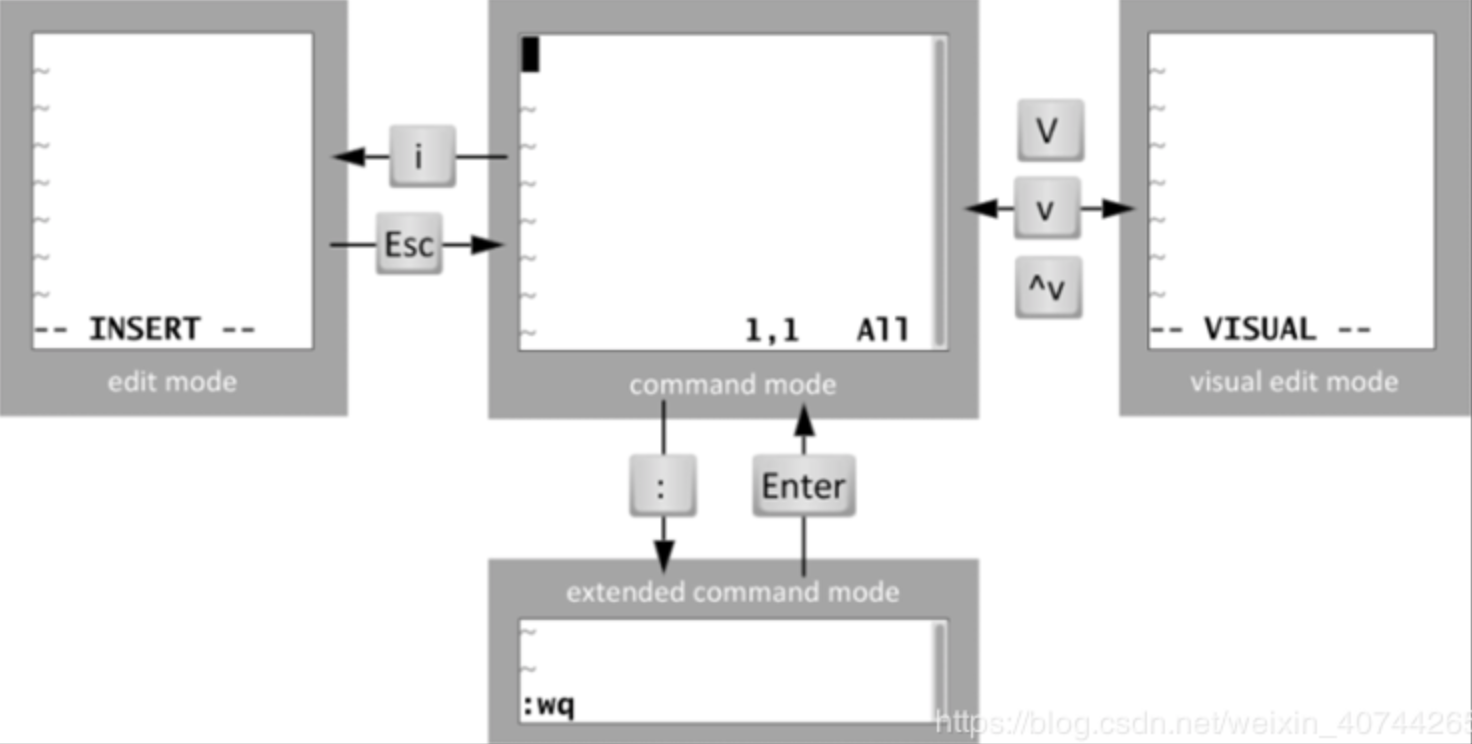 -- INSERT --
edit mode
i
Esc
1,1 All
command mode
V
v
^v
-- VISUAL --
visual edit mode
:
Enter
extended command mode
:wq
https://blog.csdn.net/weixin_4074426